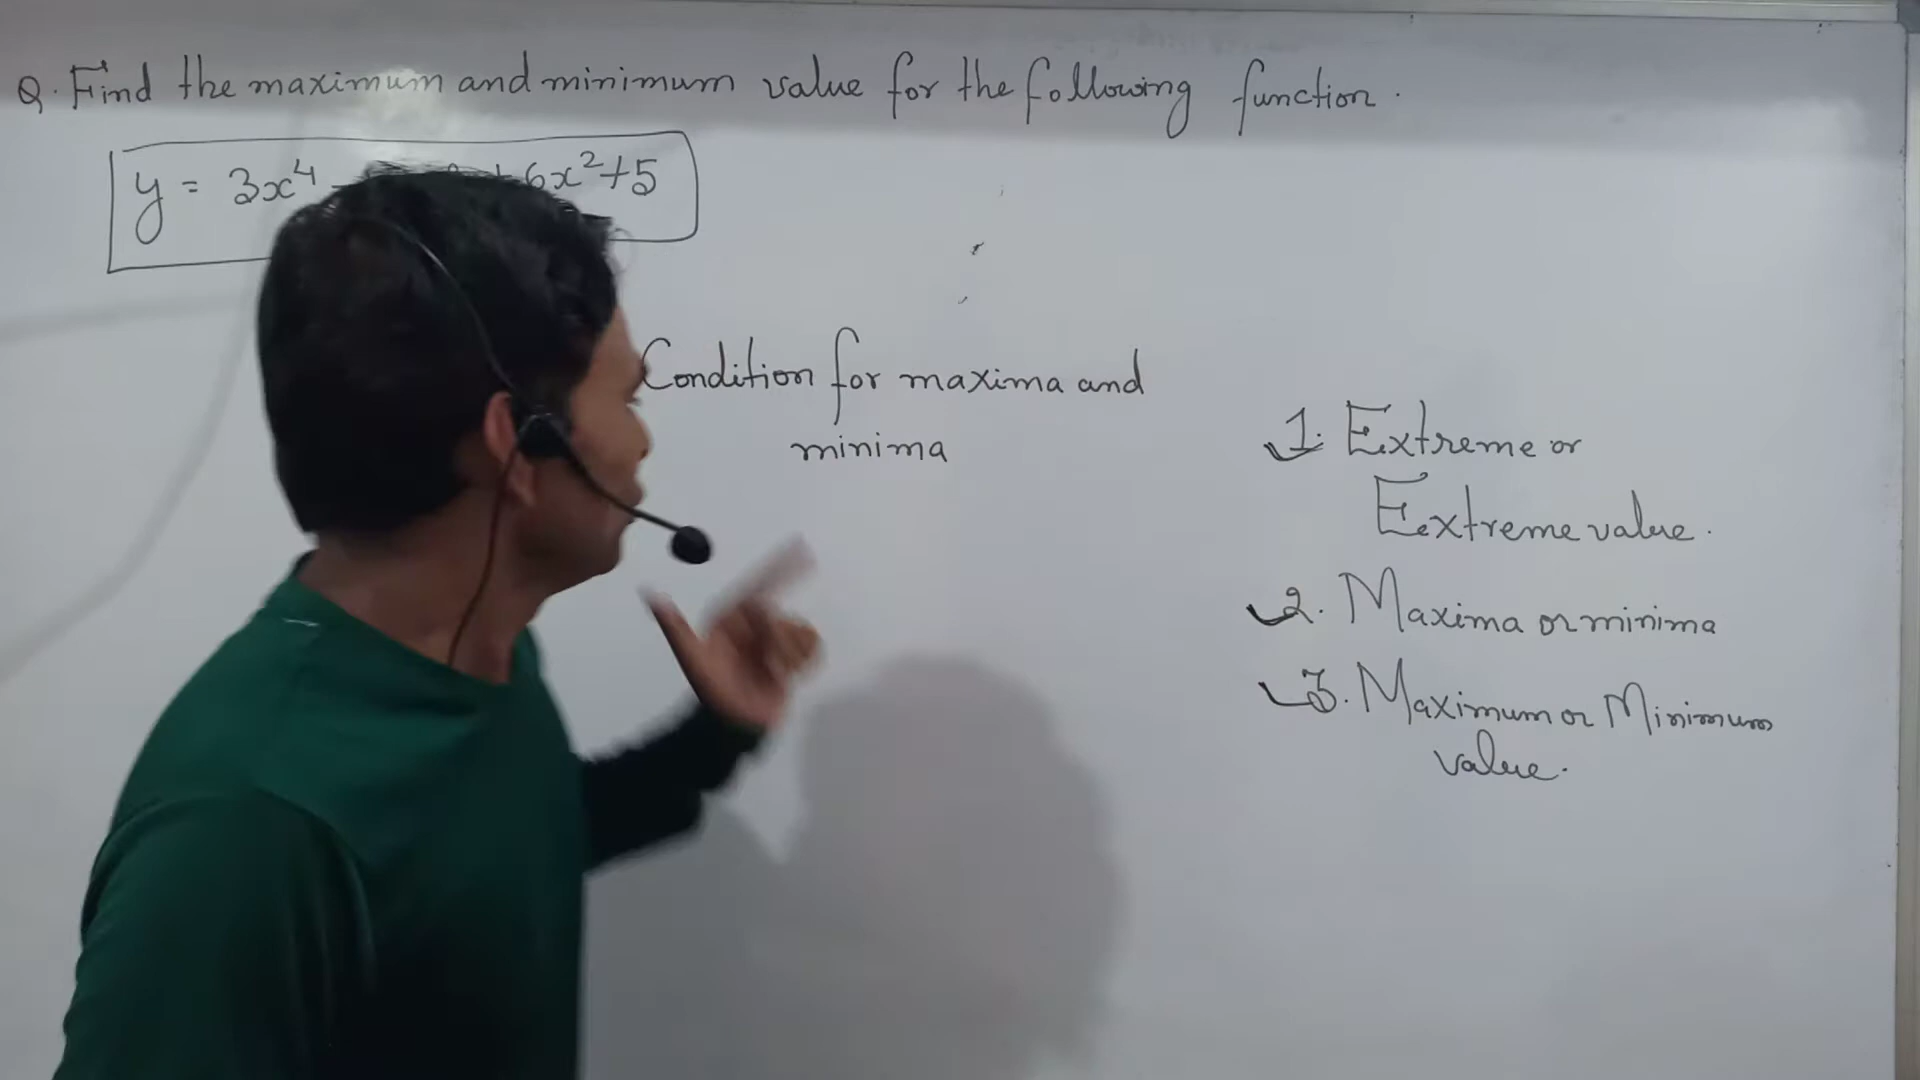 Q. Find the maximum and minimum value for the following function.
y = 3x⁴ - + 6x² + 5
Condition for maxima and
minima
1. Extreme or
Extreme value.
2. Maxima or minima
3. Maximum or Minimum
value.